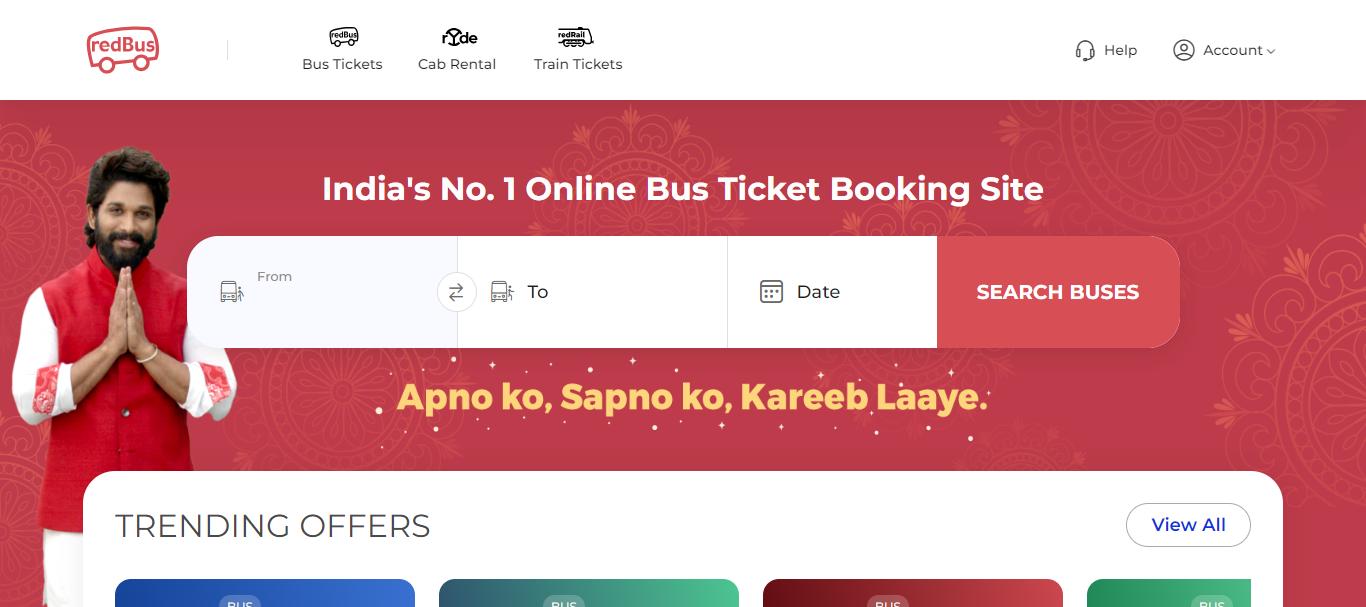 redBus
redBus
Bus Tickets
rYde
Cab Rental
redRail
Train Tickets
Help
Account
India's No. 1 Online Bus Ticket Booking Site
From
To
Date
SEARCH BUSES
Apno ko, Sapno ko, Kareeb Laaye.
TRENDING OFFERS
View All
BUS
BUS
BUS
BUS